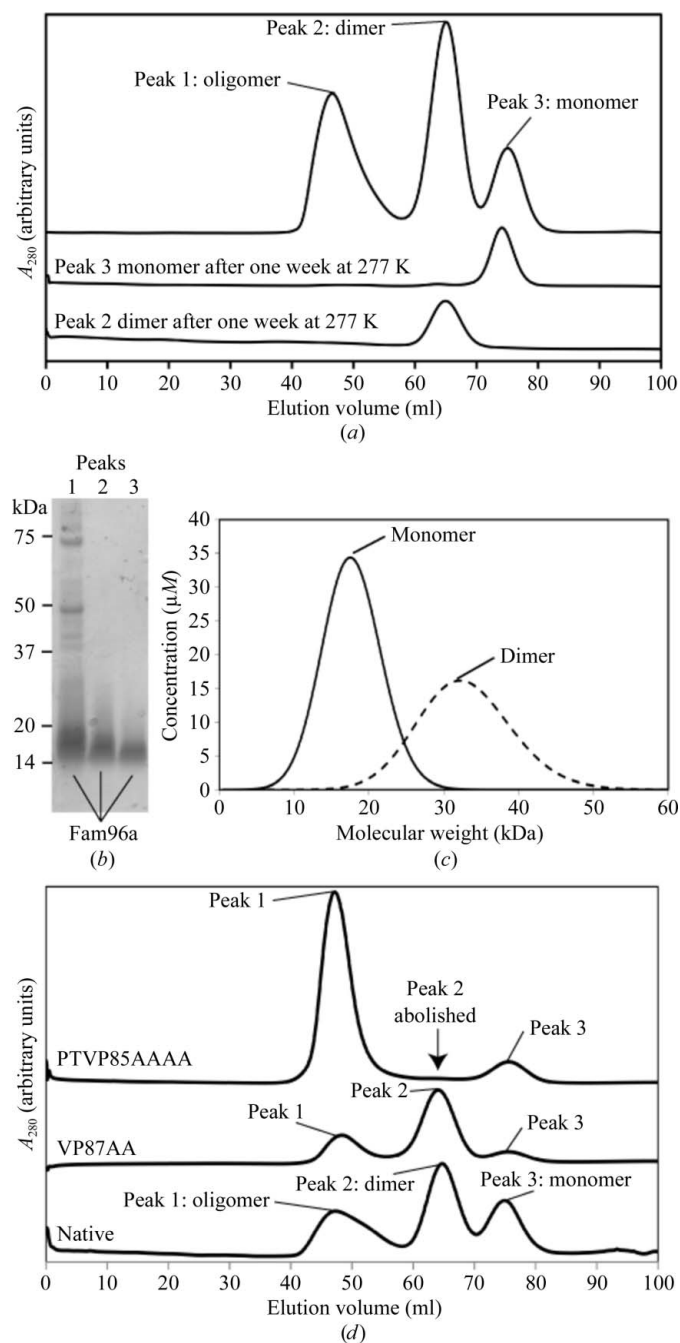 Peak 2: dimer
Peak 1: oligomer
Peak 3: monomer
A280 (arbitrary units)
Peak 3 monomer after one week at 277 K
Peak 2 dimer after one week at 277 K
0 10 20 30 40 50 60 70 80 90 100
Elution volume (ml)
(a)
Peaks
kDa 1 2 3
75
50
37
20
14
Fam96a
(b)
40
35
30
25
20
15
10
5
0
Concentration (µM)
Monomer
Dimer
0 10 20 30 40 50 60
Molecular weight (kDa)
(c)
Peak 1
Peak 2
abolished
Peak 3
PTVP85AAAA
A280 (arbitrary units)
Peak 2
Peak 1
Peak 3
VP87AA
Peak 2: dimer
Peak 3: monomer
Peak 1: oligomer
Native
0 10 20 30 40 50 60 70 80 90 100
Elution volume (ml)
(d)